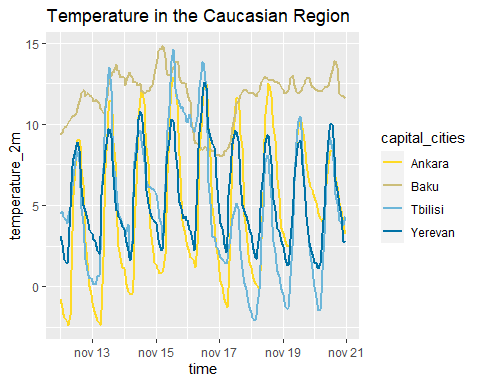 Temperature in the Caucasian Region
temperature_2m
15
10
5
0
nov 13
nov 15
nov 17
nov 19
nov 21
time
capital_cities
Ankara
Baku
Tbilisi
Yerevan